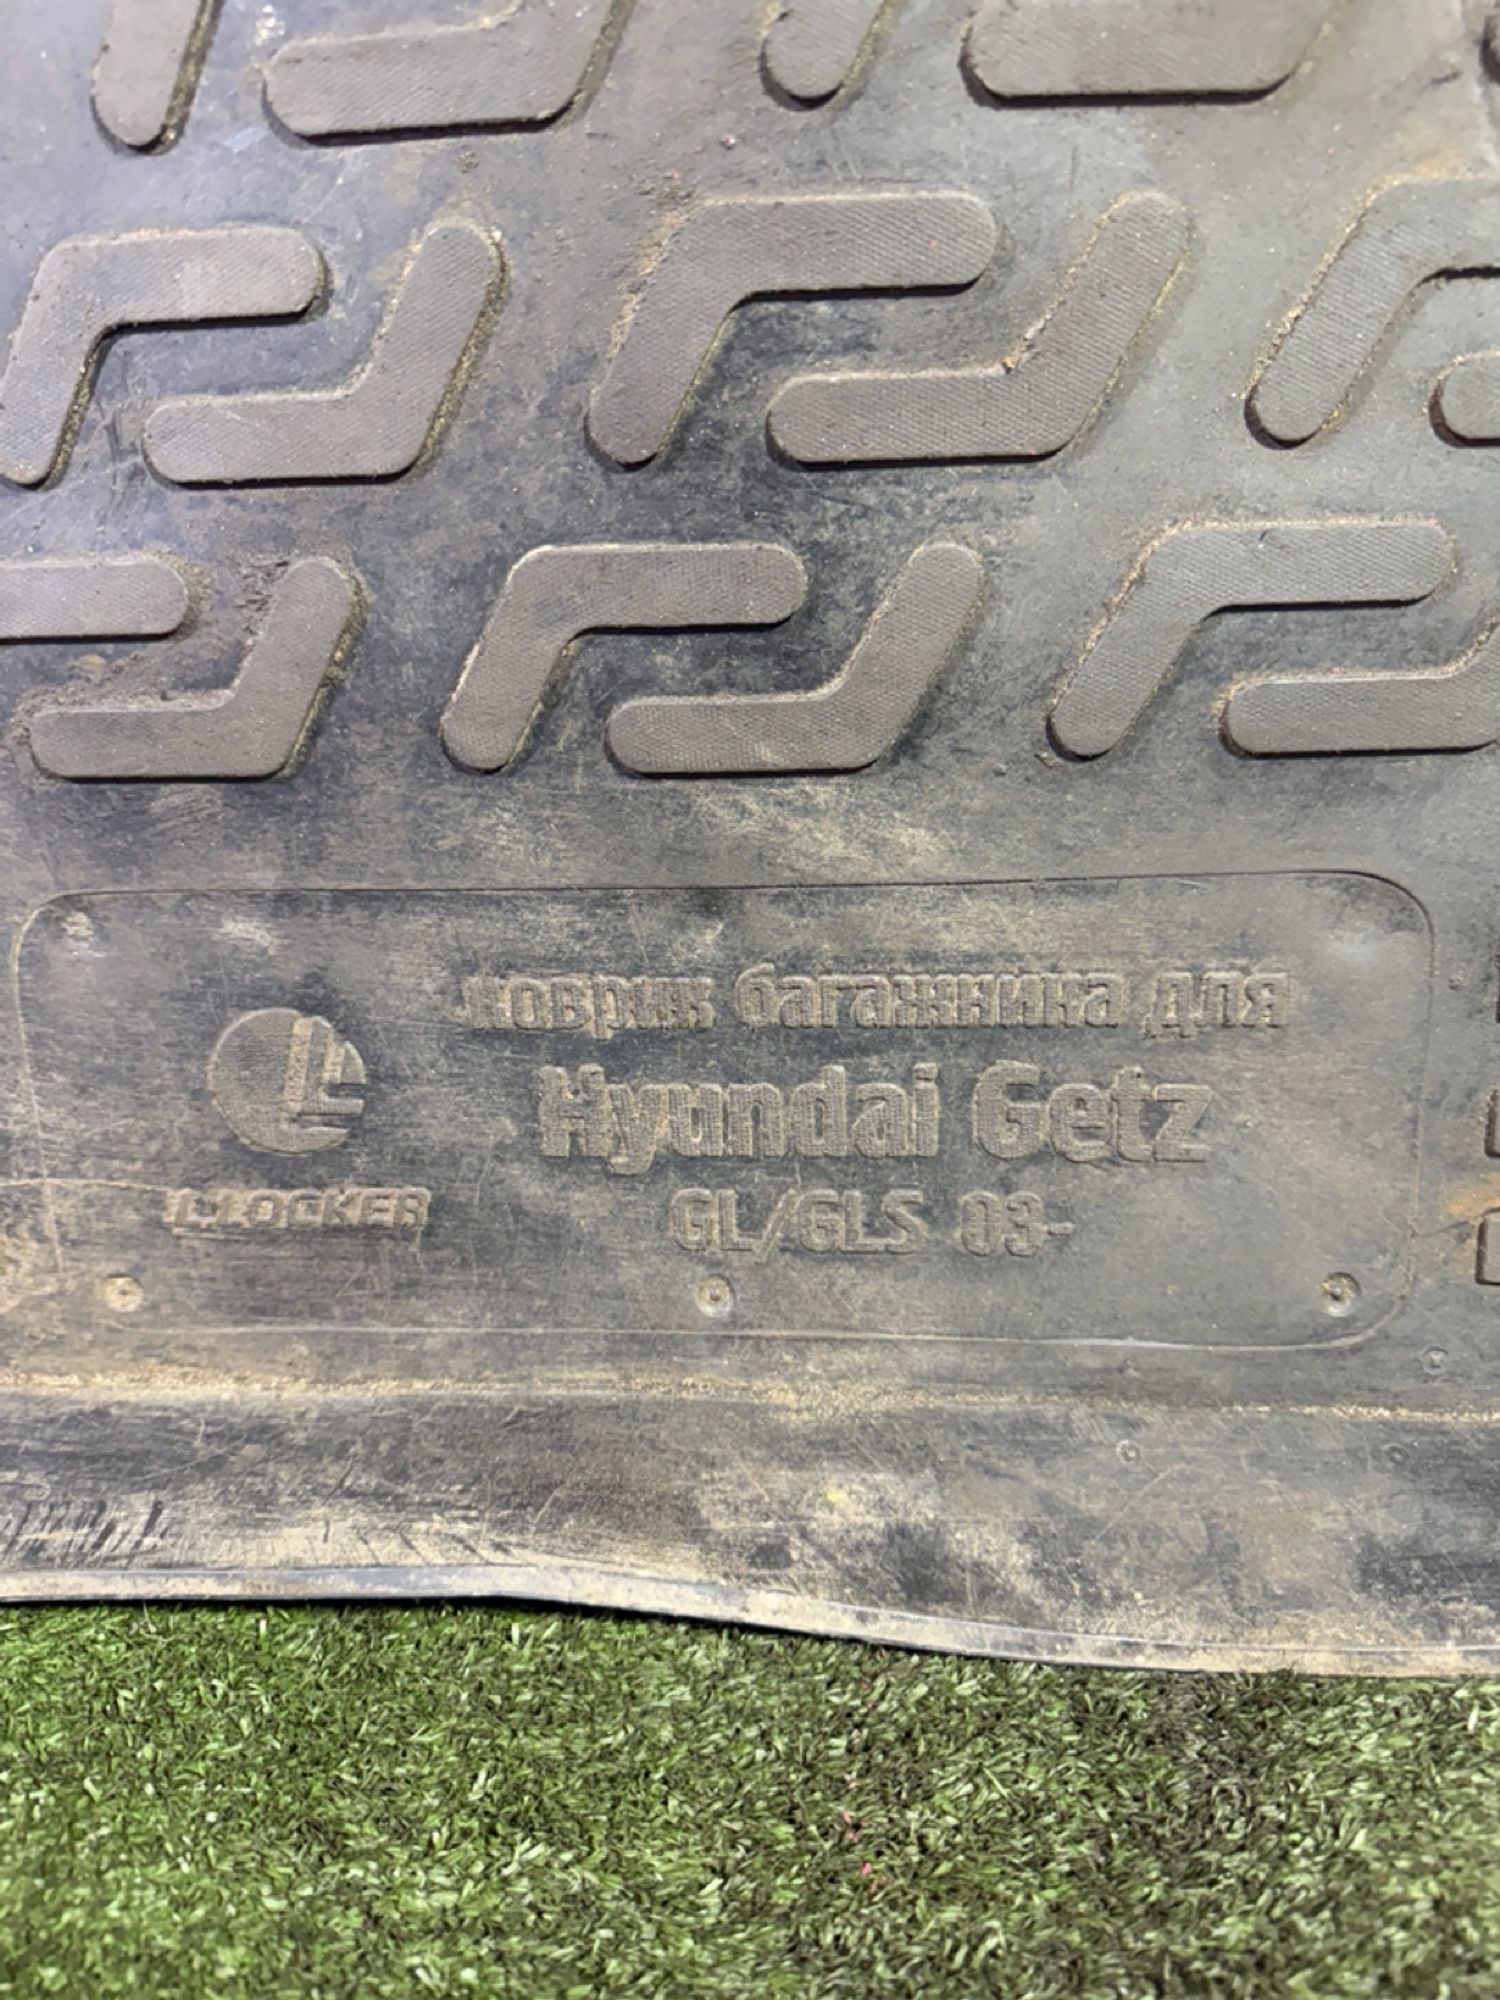 коврик багажника для
Hyundai Getz
GL/GLS 03-
L.LOCKER